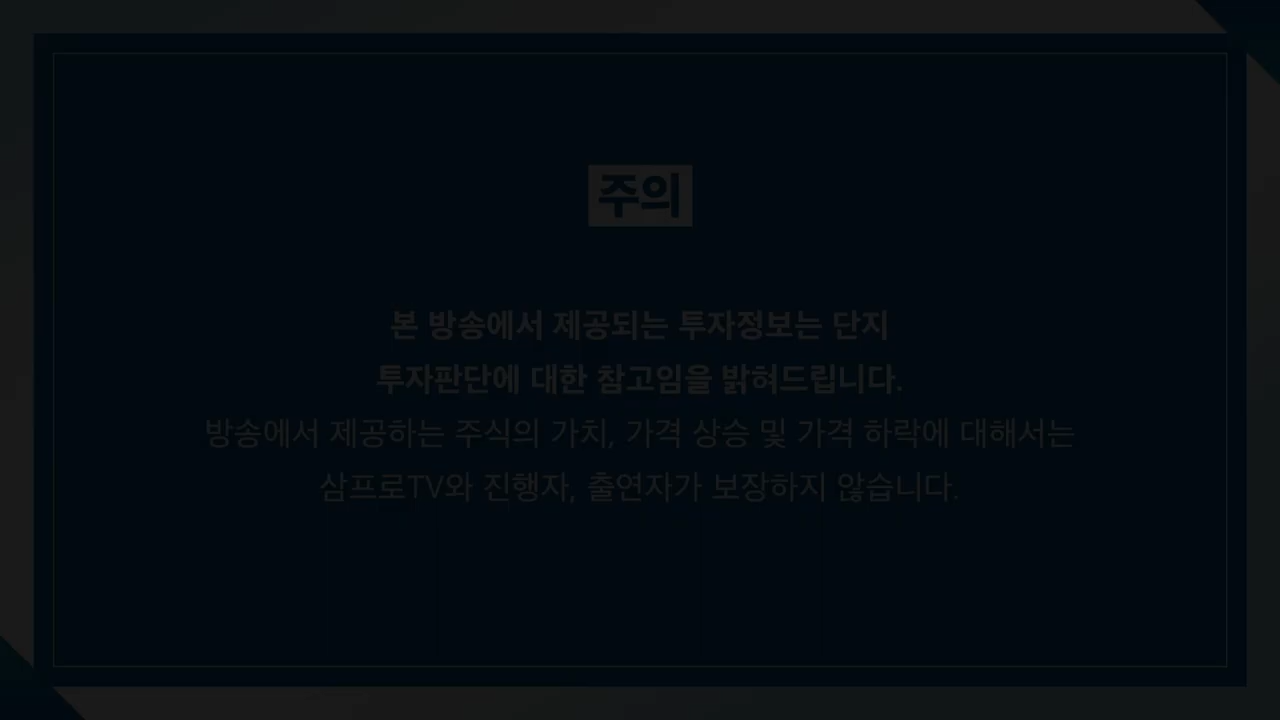 주의
본 방송에서 제공되는 투자정보는 단지
투자판단에 대한 참고임을 밝혀드립니다.
방송에서 제공하는 주식의 가치, 가격 상승 및 가격 하락에 대해서는
삼프로TV와 진행자, 출연자가 보장하지 않습니다.